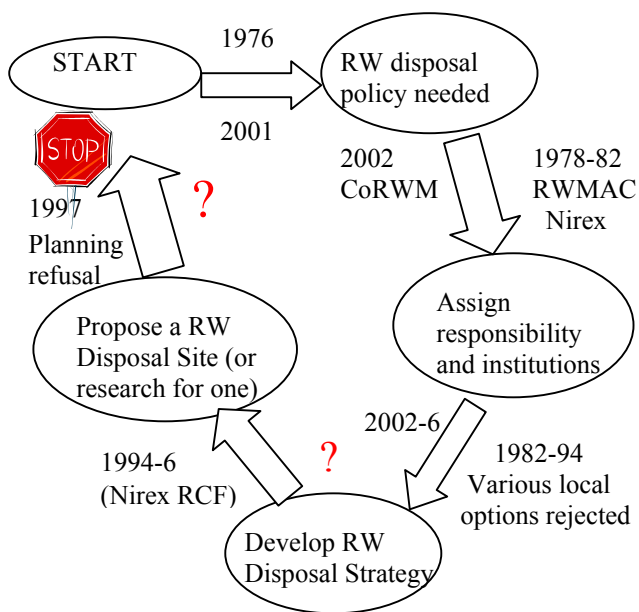 START
1976
2001
RW disposal
policy needed
2002
CoRWM
1978-82
RWMAC
Nirex
Assign
responsibility
and institutions
2002-6
1982-94
Various local
options rejected
?
Develop RW
Disposal Strategy
1994-6
(Nirex RCF)
Propose a RW
Disposal Site (or
research for one)
?
STOP
1997
Planning
refusal